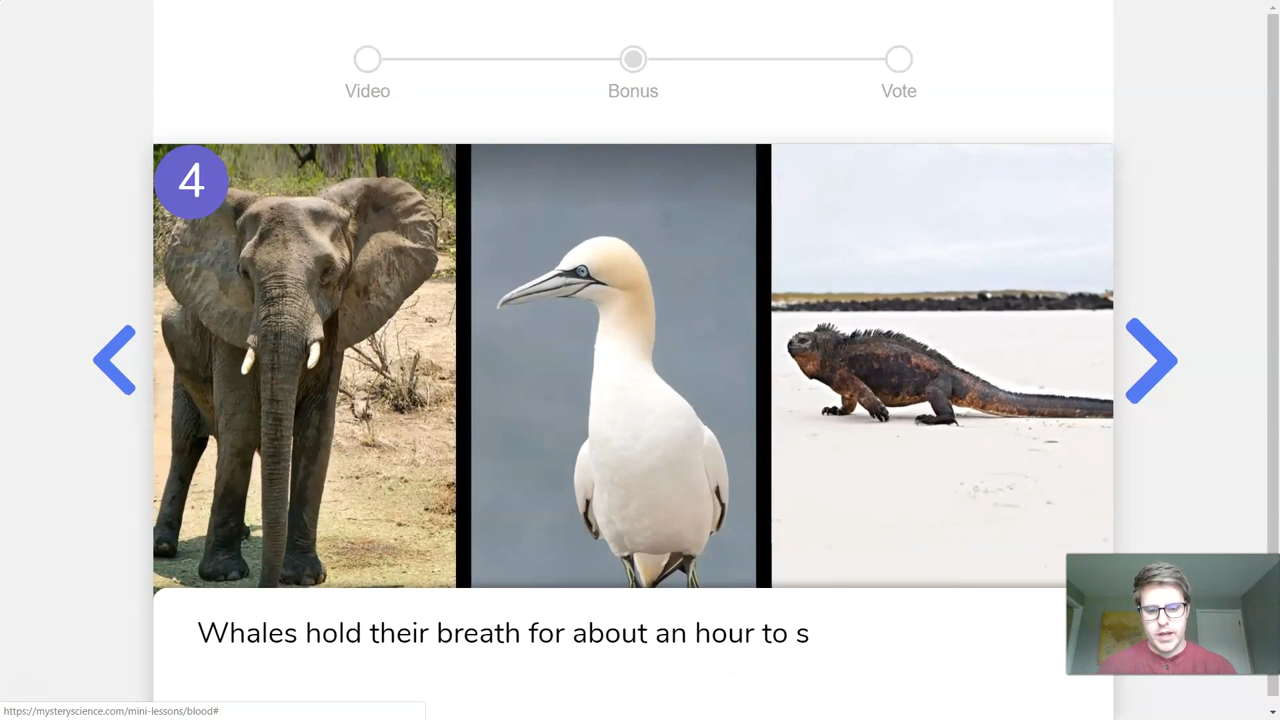 Video
Bonus
Vote
4
Whales hold their breath for about an hour to s
https://mysteryscience.com/mini-lessons/blood#